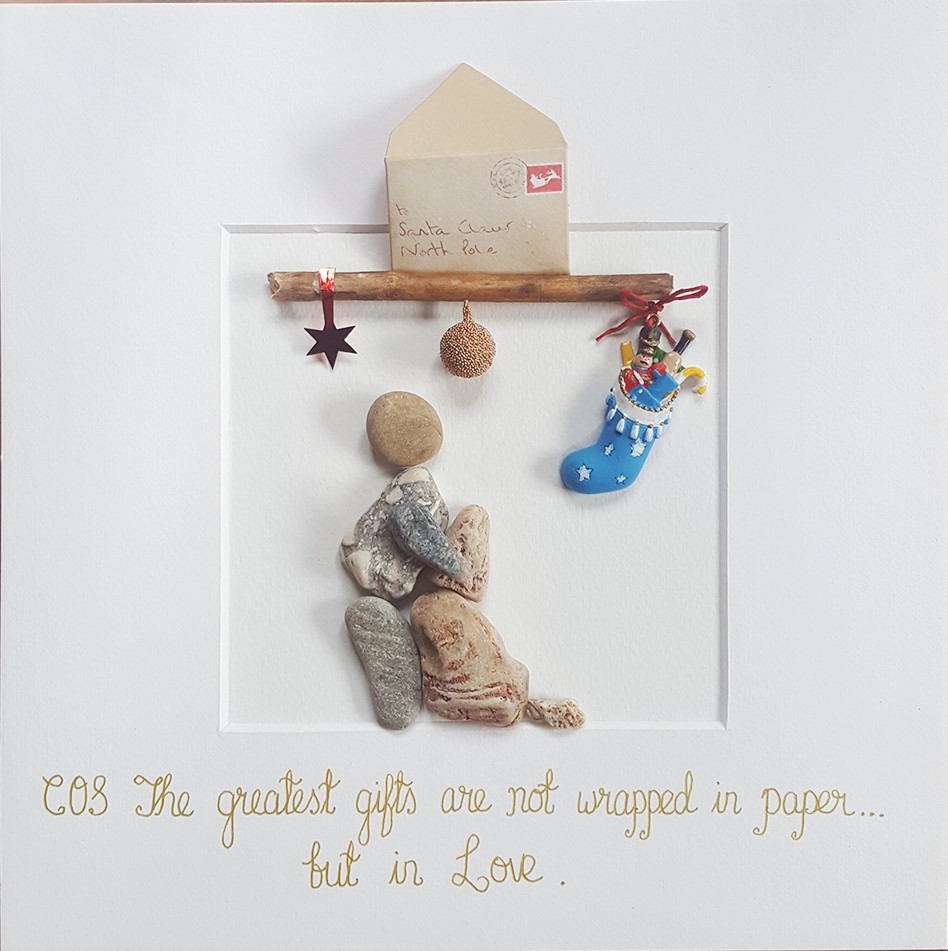 to
Santa Claus
North Pole
COS The greatest gifts are not wrapped in paper...
but in Love.